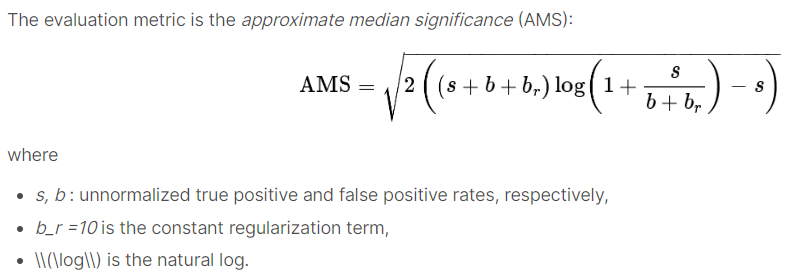 The evaluation metric is the approximate median significance (AMS):
AMS = √(2((s + b + b_r) log(1 + s/(b + b_r)) − s))
where
• s, b : unnormalized true positive and false positive rates, respectively,
• b_r =10 is the constant regularization term,
• \\(\log\\) is the natural log.